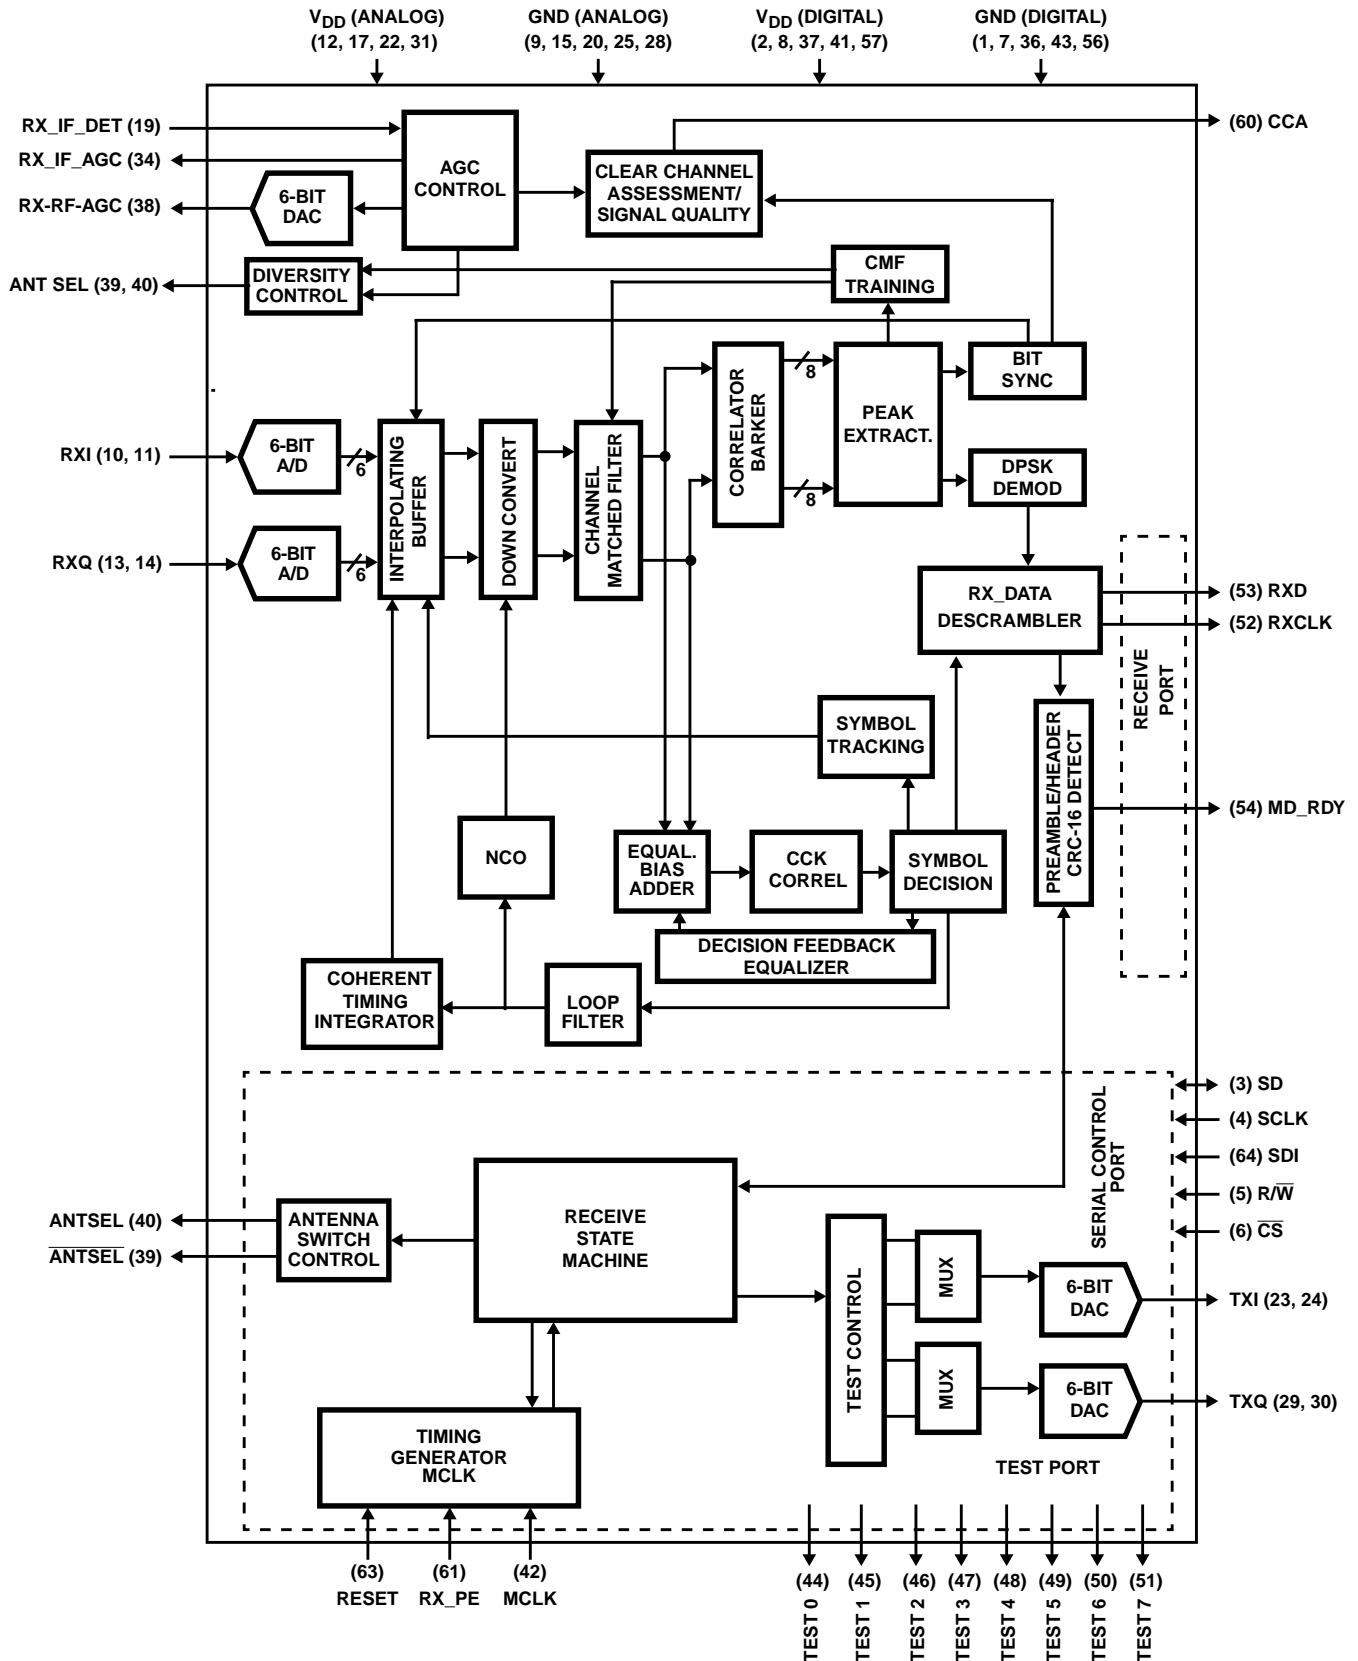 V_DD (ANALOG)
(12, 17, 22, 31)
GND (ANALOG)
(9, 15, 20, 25, 28)
V_DD (DIGITAL)
(2, 8, 37, 41, 57)
GND (DIGITAL)
(1, 7, 36, 43, 56)
RX_IF_DET (19)
RX_IF_AGC (34)
RX-RF-AGC (38)
6-BIT
DAC
AGC
CONTROL
CLEAR CHANNEL
ASSESSMENT/
SIGNAL QUALITY
(60) CCA
ANT SEL (39, 40)
DIVERSITY
CONTROL
CMF
TRAINING
RXI (10, 11)
6-BIT
A/D
6
RXQ (13, 14)
6-BIT
A/D
6
INTERPOLATING
BUFFER
DOWN CONVERT
CHANNEL
MATCHED FILTER
CORRELATOR
BARKER
8
8
PEAK
EXTRACT.
BIT
SYNC
DPSK
DEMOD
RX_DATA
DESCRAMBLER
(53) RXD
(52) RXCLK
RECEIVE
PORT
SYMBOL
TRACKING
PREAMBLE/HEADER
CRC-16 DETECT
(54) MD_RDY
NCO
EQUAL.
BIAS
ADDER
CCK
CORREL
SYMBOL
DECISION
DECISION FEEDBACK
EQUALIZER
COHERENT
TIMING
INTEGRATOR
LOOP
FILTER
SERIAL CONTROL
PORT
(3) SD
(4) SCLK
(64) SDI
(5) R/W̅
(6) C̅S̅
ANTSEL (40)
A̅N̅T̅S̅E̅L̅ (39)
ANTENNA
SWITCH
CONTROL
RECEIVE
STATE
MACHINE
TEST CONTROL
MUX
6-BIT
DAC
TXI (23, 24)
MUX
6-BIT
DAC
TXQ (29, 30)
TIMING
GENERATOR
MCLK
TEST PORT
(63)
RESET
(61)
RX_PE
(42)
MCLK
(44)
TEST 0
(45)
TEST 1
(46)
TEST 2
(47)
TEST 3
(48)
TEST 4
(49)
TEST 5
(50)
TEST 6
(51)
TEST 7